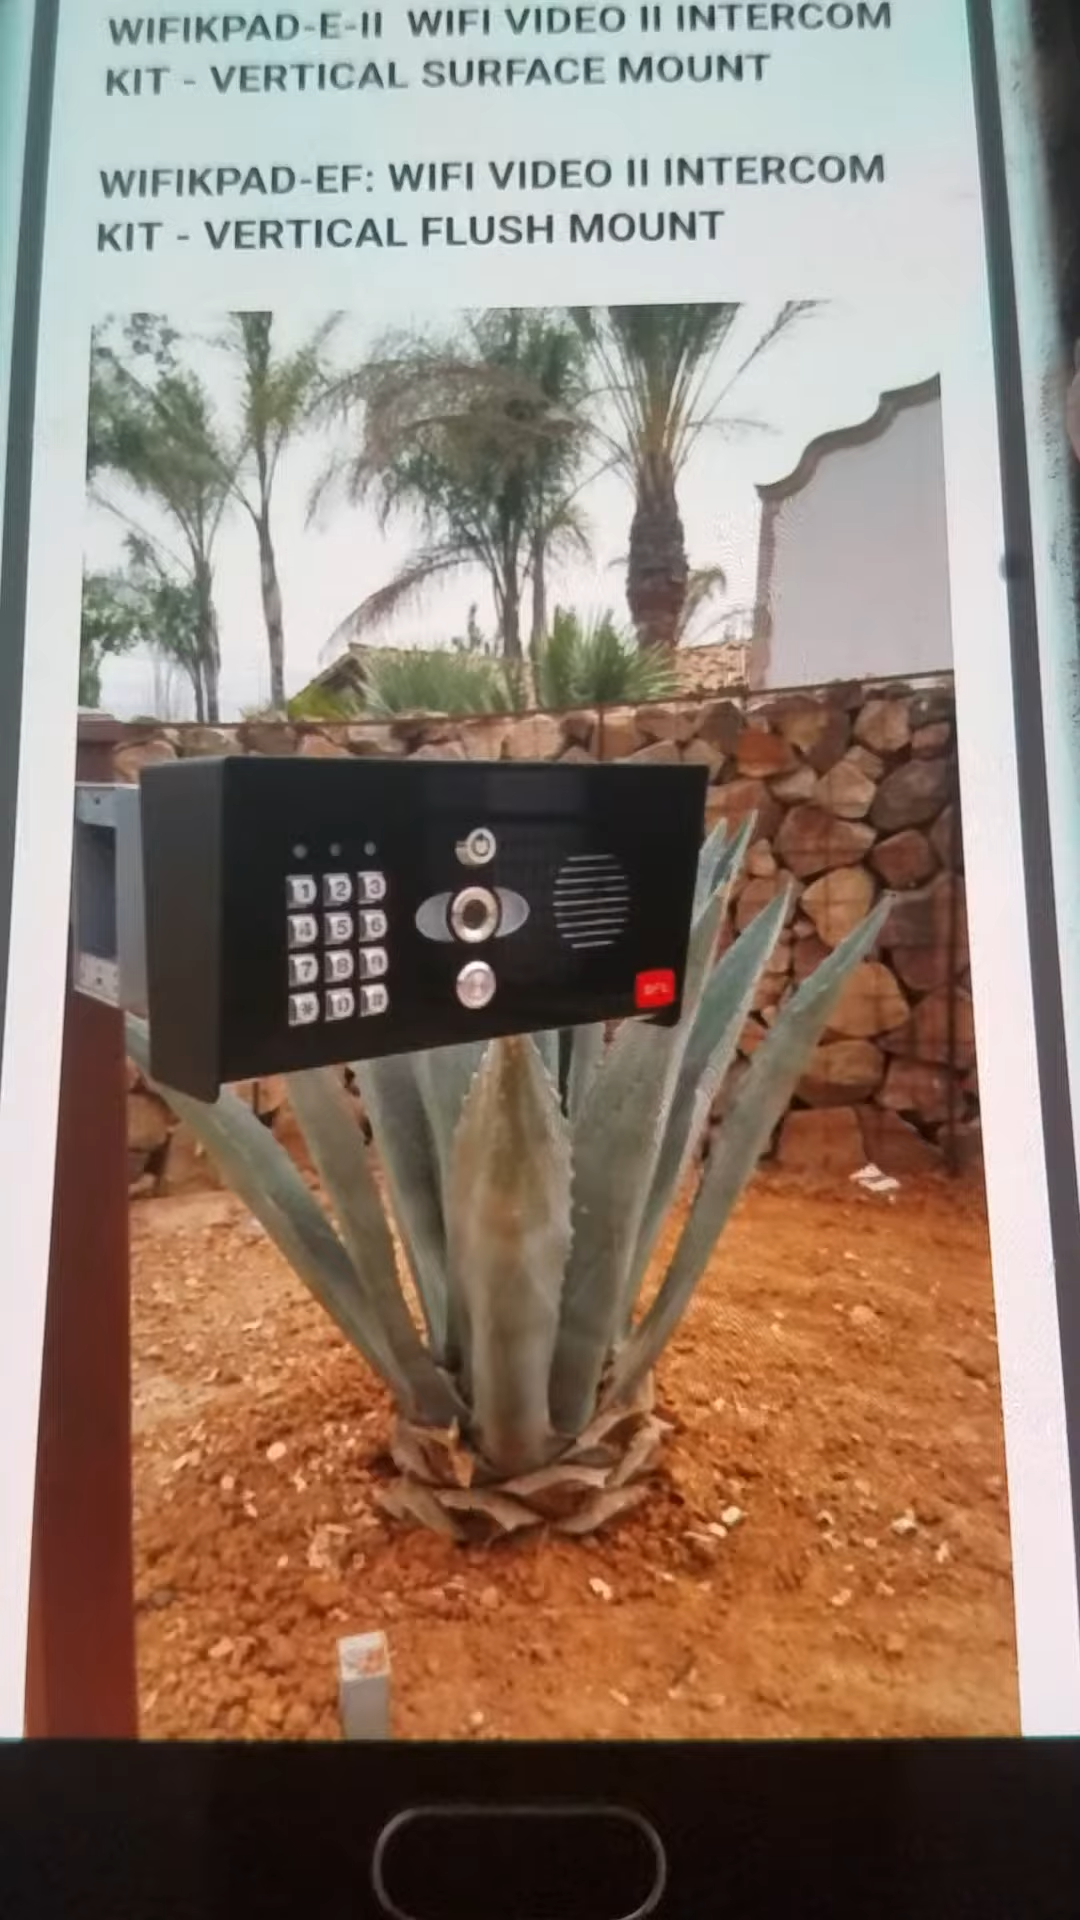 WIFIKPAD-E-II WIFI VIDEO II INTERCOM
KIT - VERTICAL SURFACE MOUNT
WIFIKPAD-EF: WIFI VIDEO II INTERCOM
KIT - VERTICAL FLUSH MOUNT
1 2 3
4 5 6
7 8 9
* 0 #